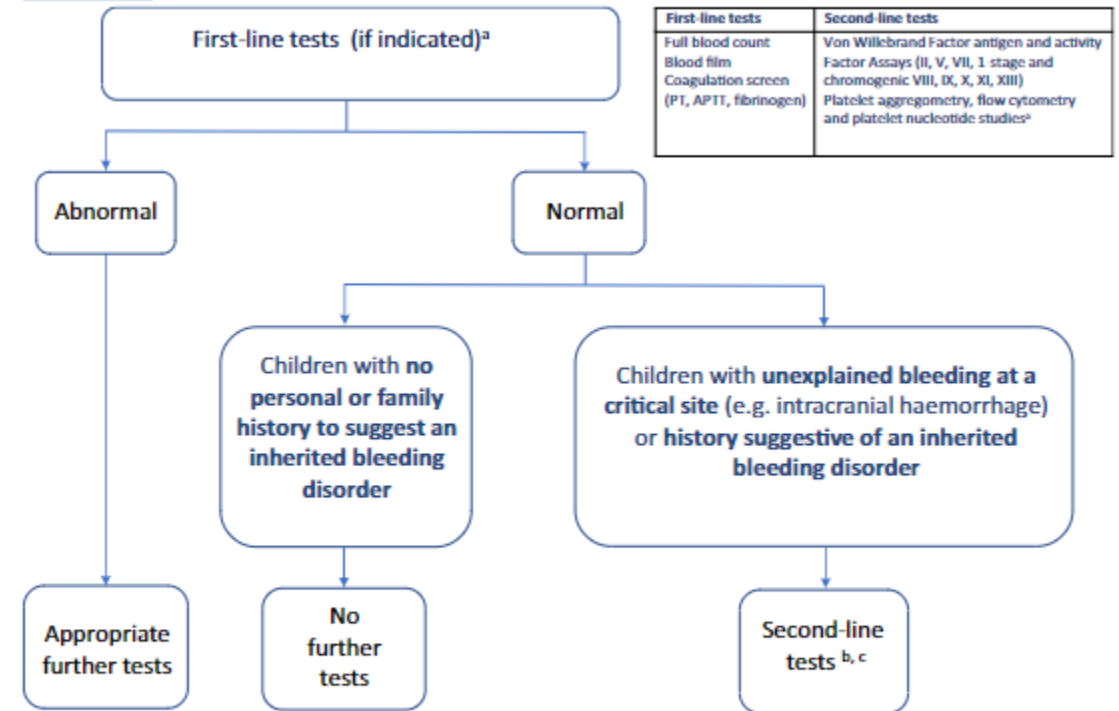 First-line tests (if indicated)ᵃ
First-line tests
Second-line tests
Full blood count
Blood film
Coagulation screen
(PT, APTT, fibrinogen)
Von Willebrand Factor antigen and activity
Factor Assays (II, V, VII, 1 stage and
chromogenic VIII, IX, X, XI, XIII)
Platelet aggregometry, flow cytometry
and platelet nucleotide studiesᵃ
Abnormal
Normal
Children with no
personal or family
history to suggest an
inherited bleeding
disorder
Children with unexplained bleeding at a
critical site (e.g. intracranial haemorrhage)
or history suggestive of an inherited
bleeding disorder
Appropriate
further tests
No
further
tests
Second-line
tests ᵇ, ᶜ